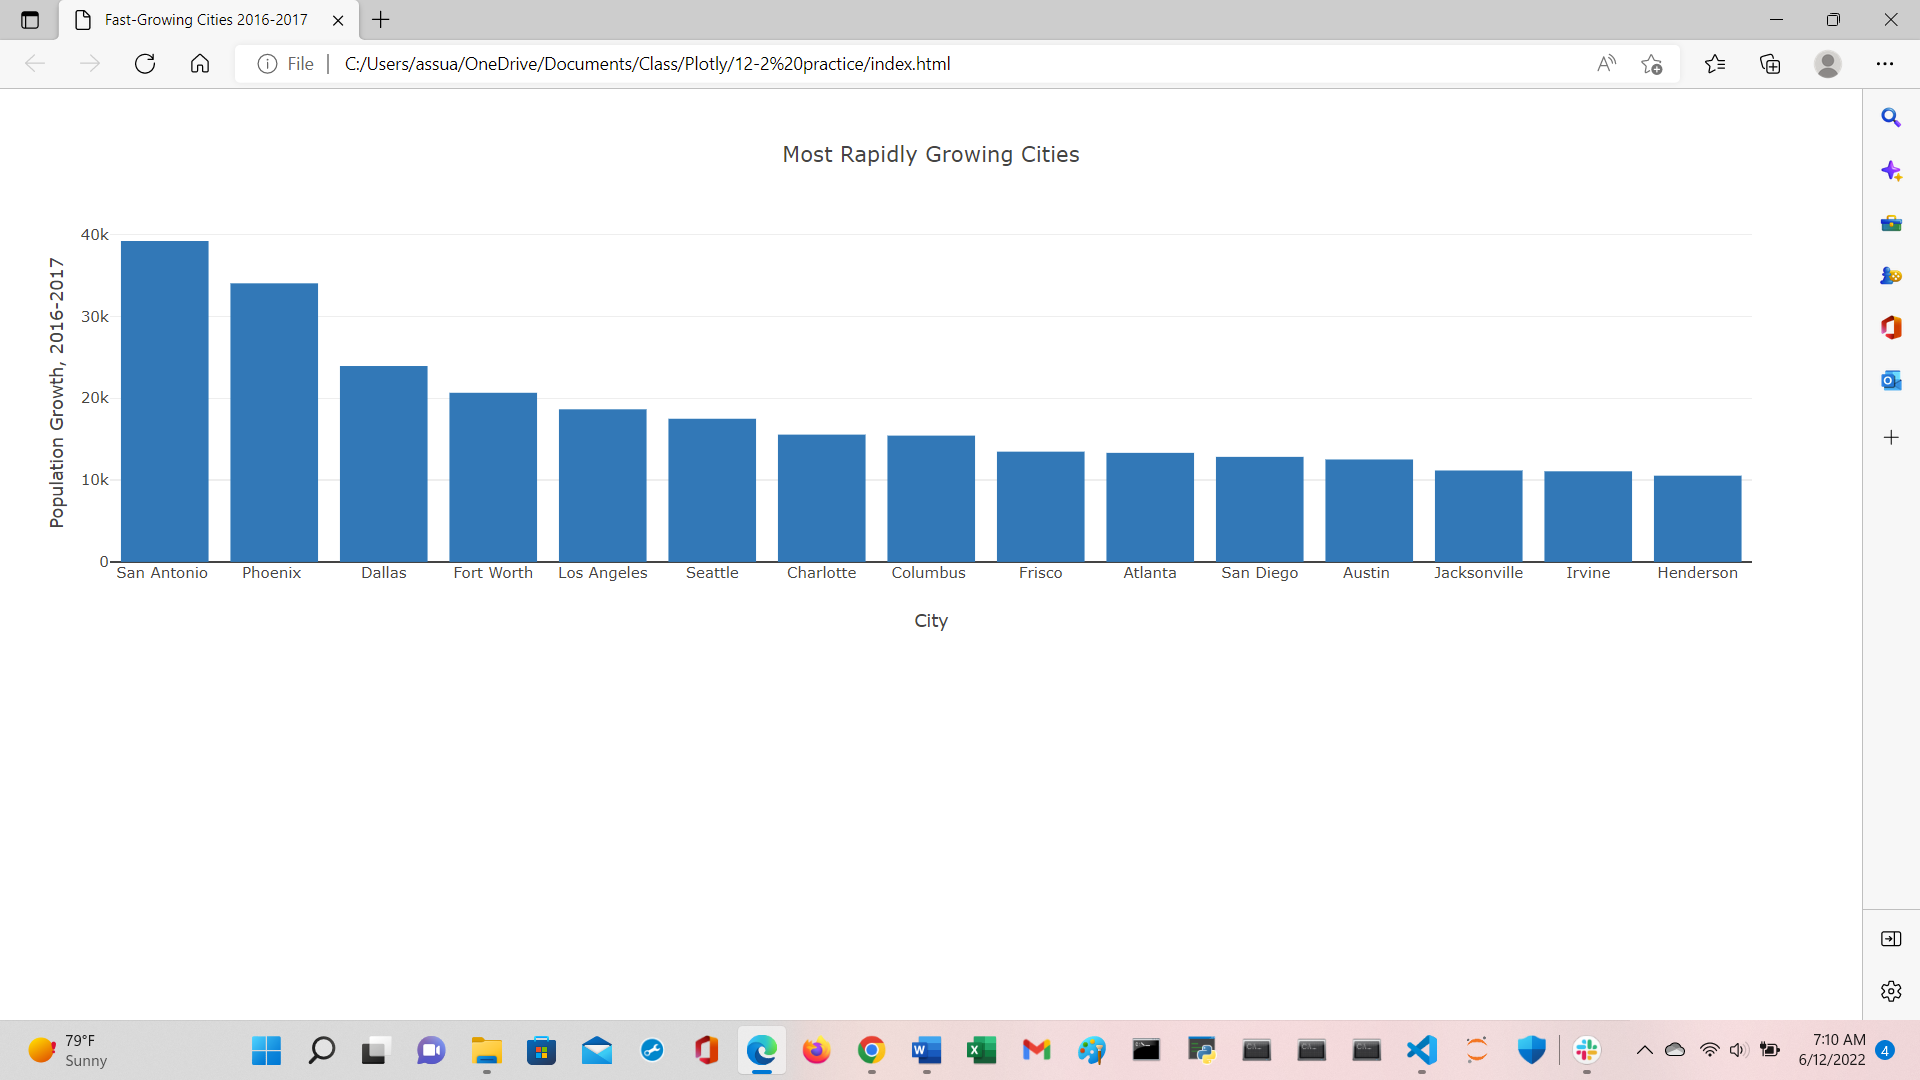 Fast-Growing Cities 2016-2017
File
C:/Users/assua/OneDrive/Documents/Class/Plotly/12-2%20practice/index.html
Most Rapidly Growing Cities
Population Growth, 2016-2017
40k
30k
20k
10k
0
San Antonio Phoenix Dallas Fort Worth Los Angeles Seattle Charlotte Columbus Frisco Atlanta San Diego Austin Jacksonville Irvine Henderson
City
79°F
Sunny
7:10 AM
6/12/2022
4